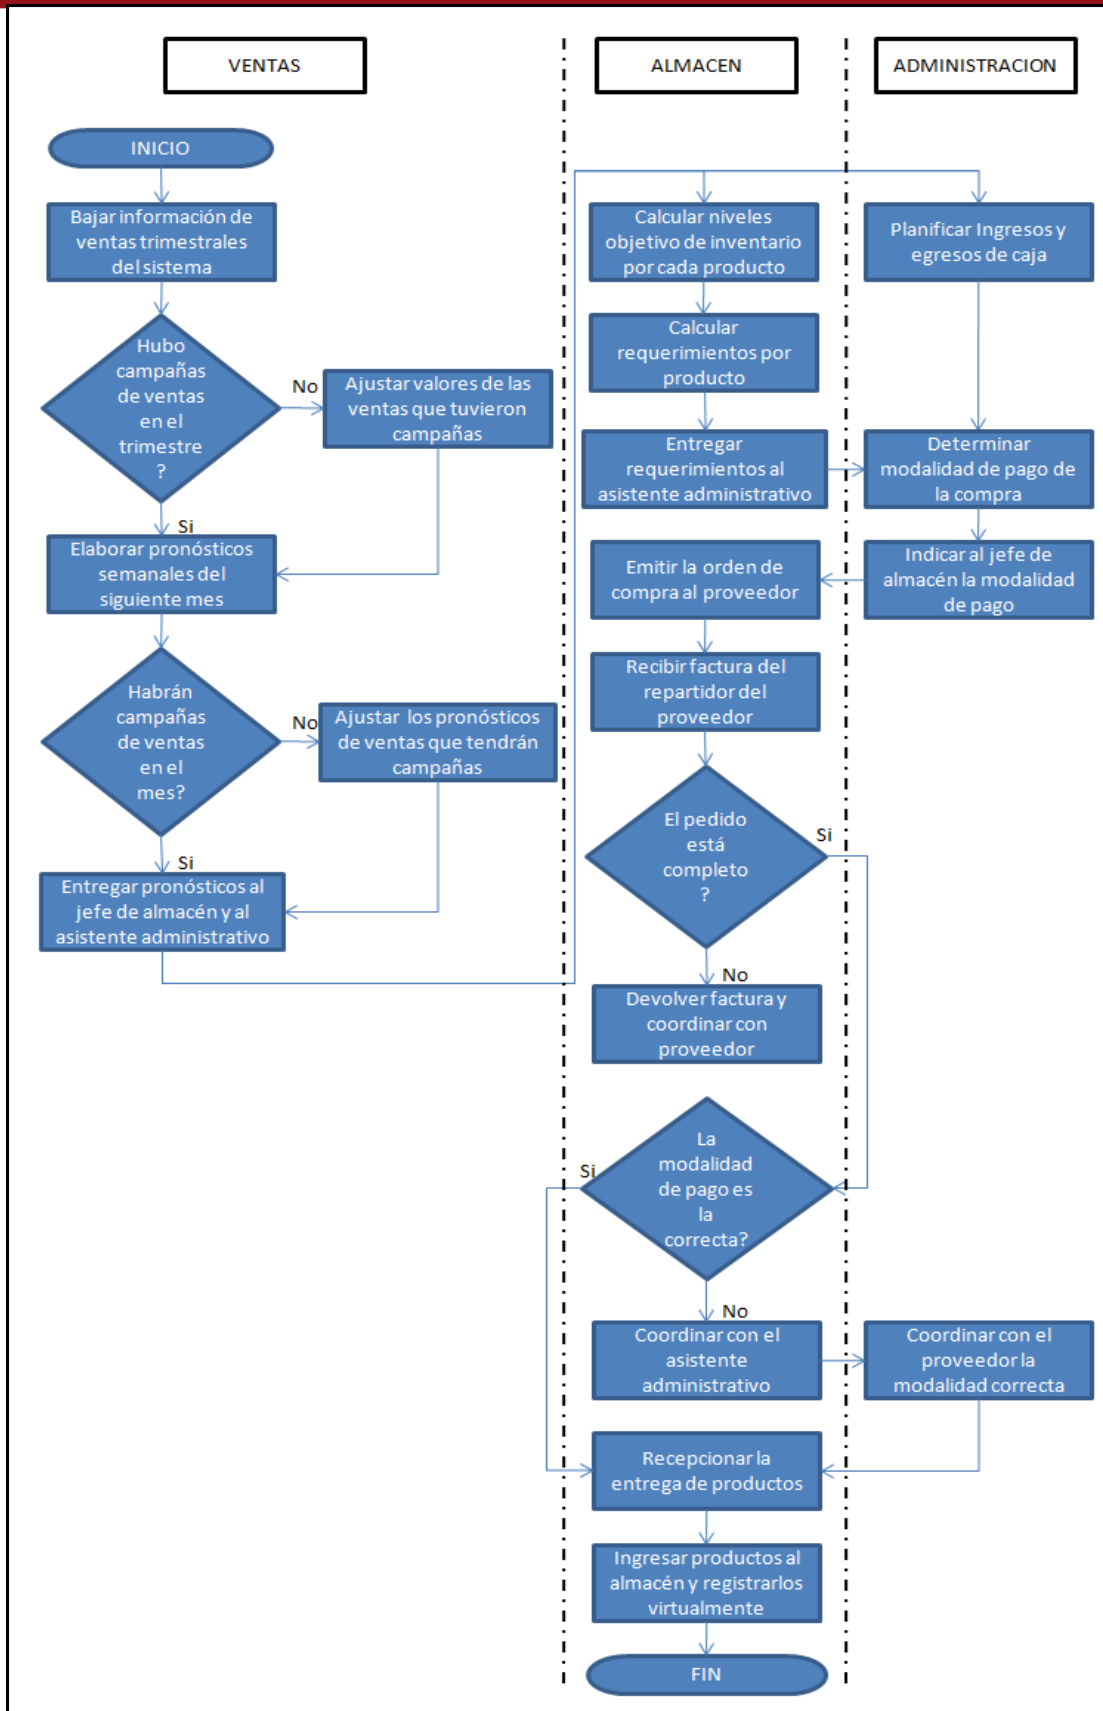 VENTAS
ALMACEN
ADMINISTRACION
INICIO
Bajar información de
ventas trimestrales
del sistema
Hubo
campañas
de ventas
en el
trimestre
?
No
Ajustar valores de las
ventas que tuvieron
campañas
Si
Elaborar pronósticos
semanales del
siguiente mes
Habrán
campañas
de ventas
en el
mes?
No
Ajustar los pronósticos
de ventas que tendrán
campañas
Si
Entregar pronósticos al
jefe de almacén y al
asistente administrativo
Calcular niveles
objetivo de inventario
por cada producto
Planificar Ingresos y
egresos de caja
Calcular
requerimientos por
producto
Entregar
requerimientos al
asistente administrativo
Determinar
modalidad de pago de
la compra
Indicar al jefe de
almacén la modalidad
de pago
Emitir la orden de
compra al proveedor
Recibir factura del
repartidor del
proveedor
El pedido
está
completo
?
Si
No
Devolver factura y
coordinar con
proveedor
La
modalidad
de pago es
la
correcta?
Si
No
Coordinar con el
asistente
administrativo
Coordinar con el
proveedor la
modalidad correcta
Recepcionar la
entrega de productos
Ingresar productos al
almacén y registrarlos
virtualmente
FIN